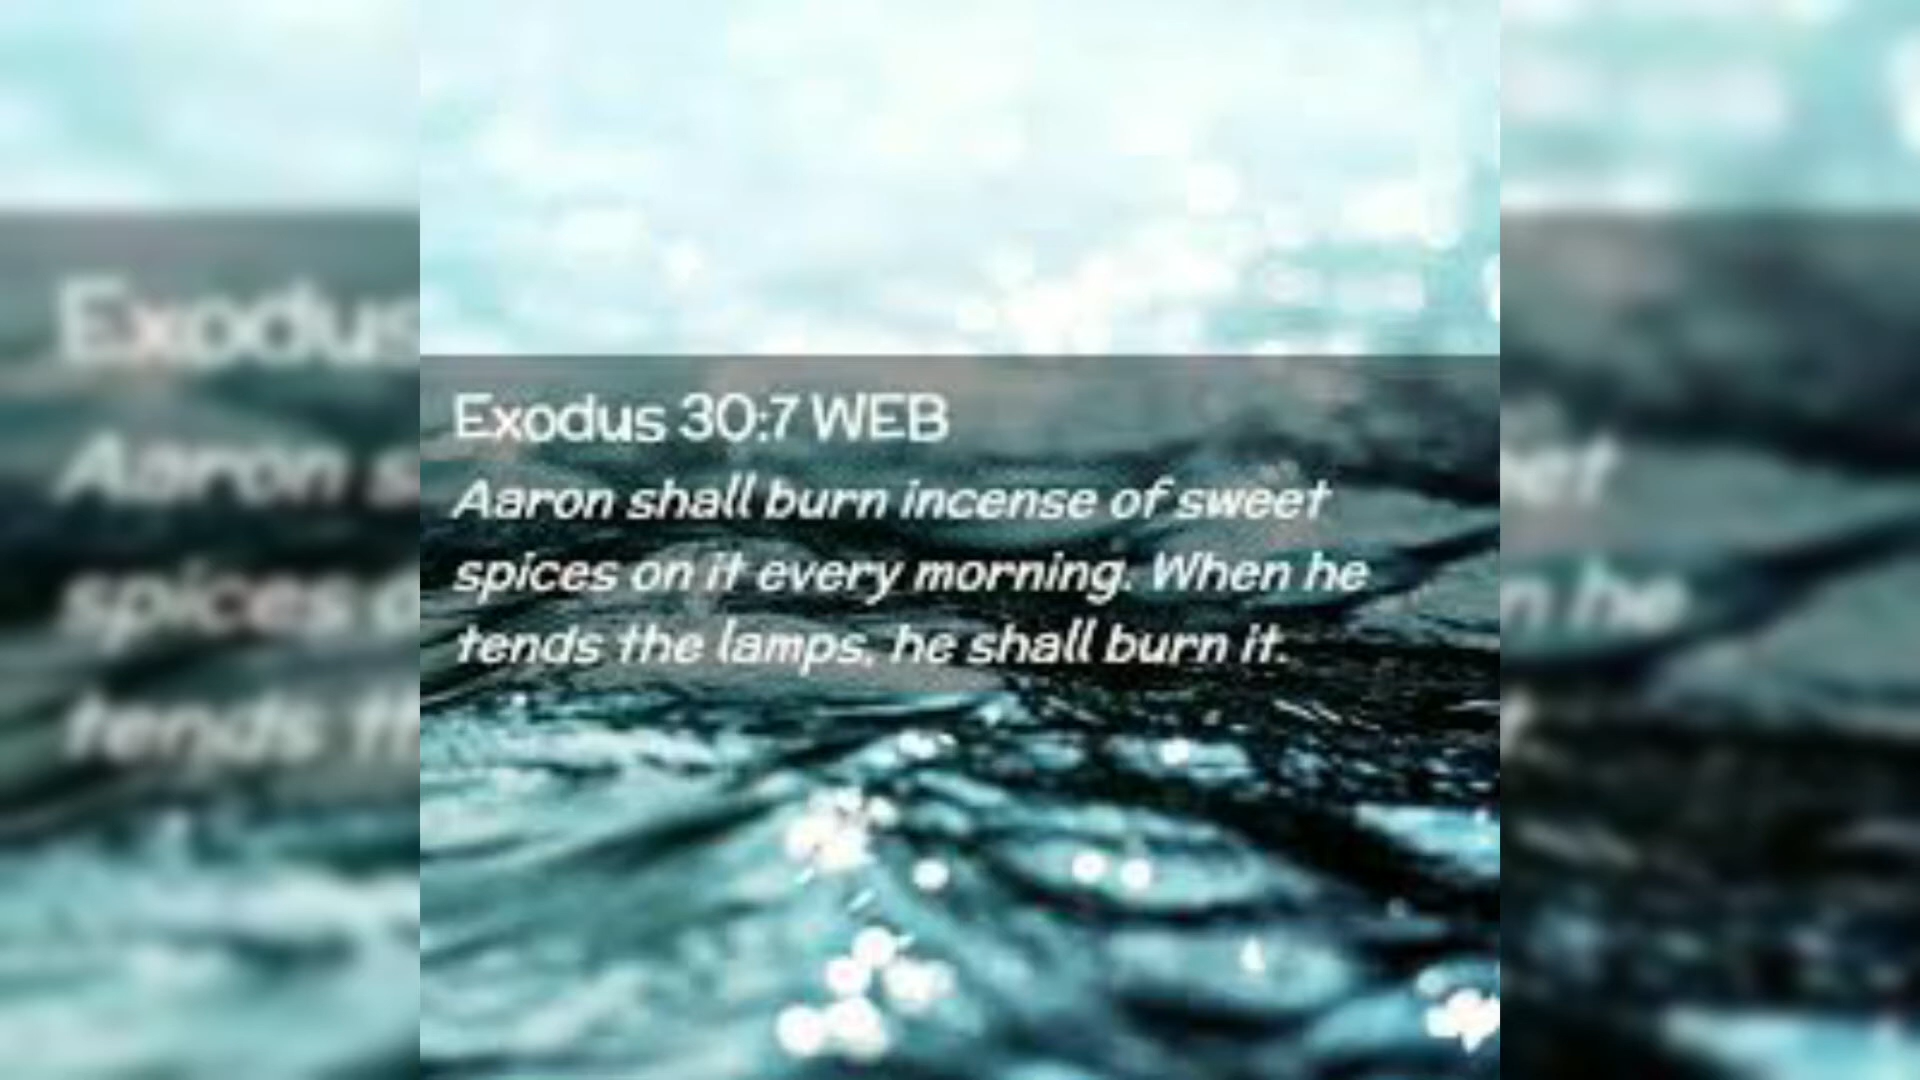 Exodus 30:7 WEB
Aaron shall burn incense of sweet
spices on it every morning. When he
tends the lamps, he shall burn it.